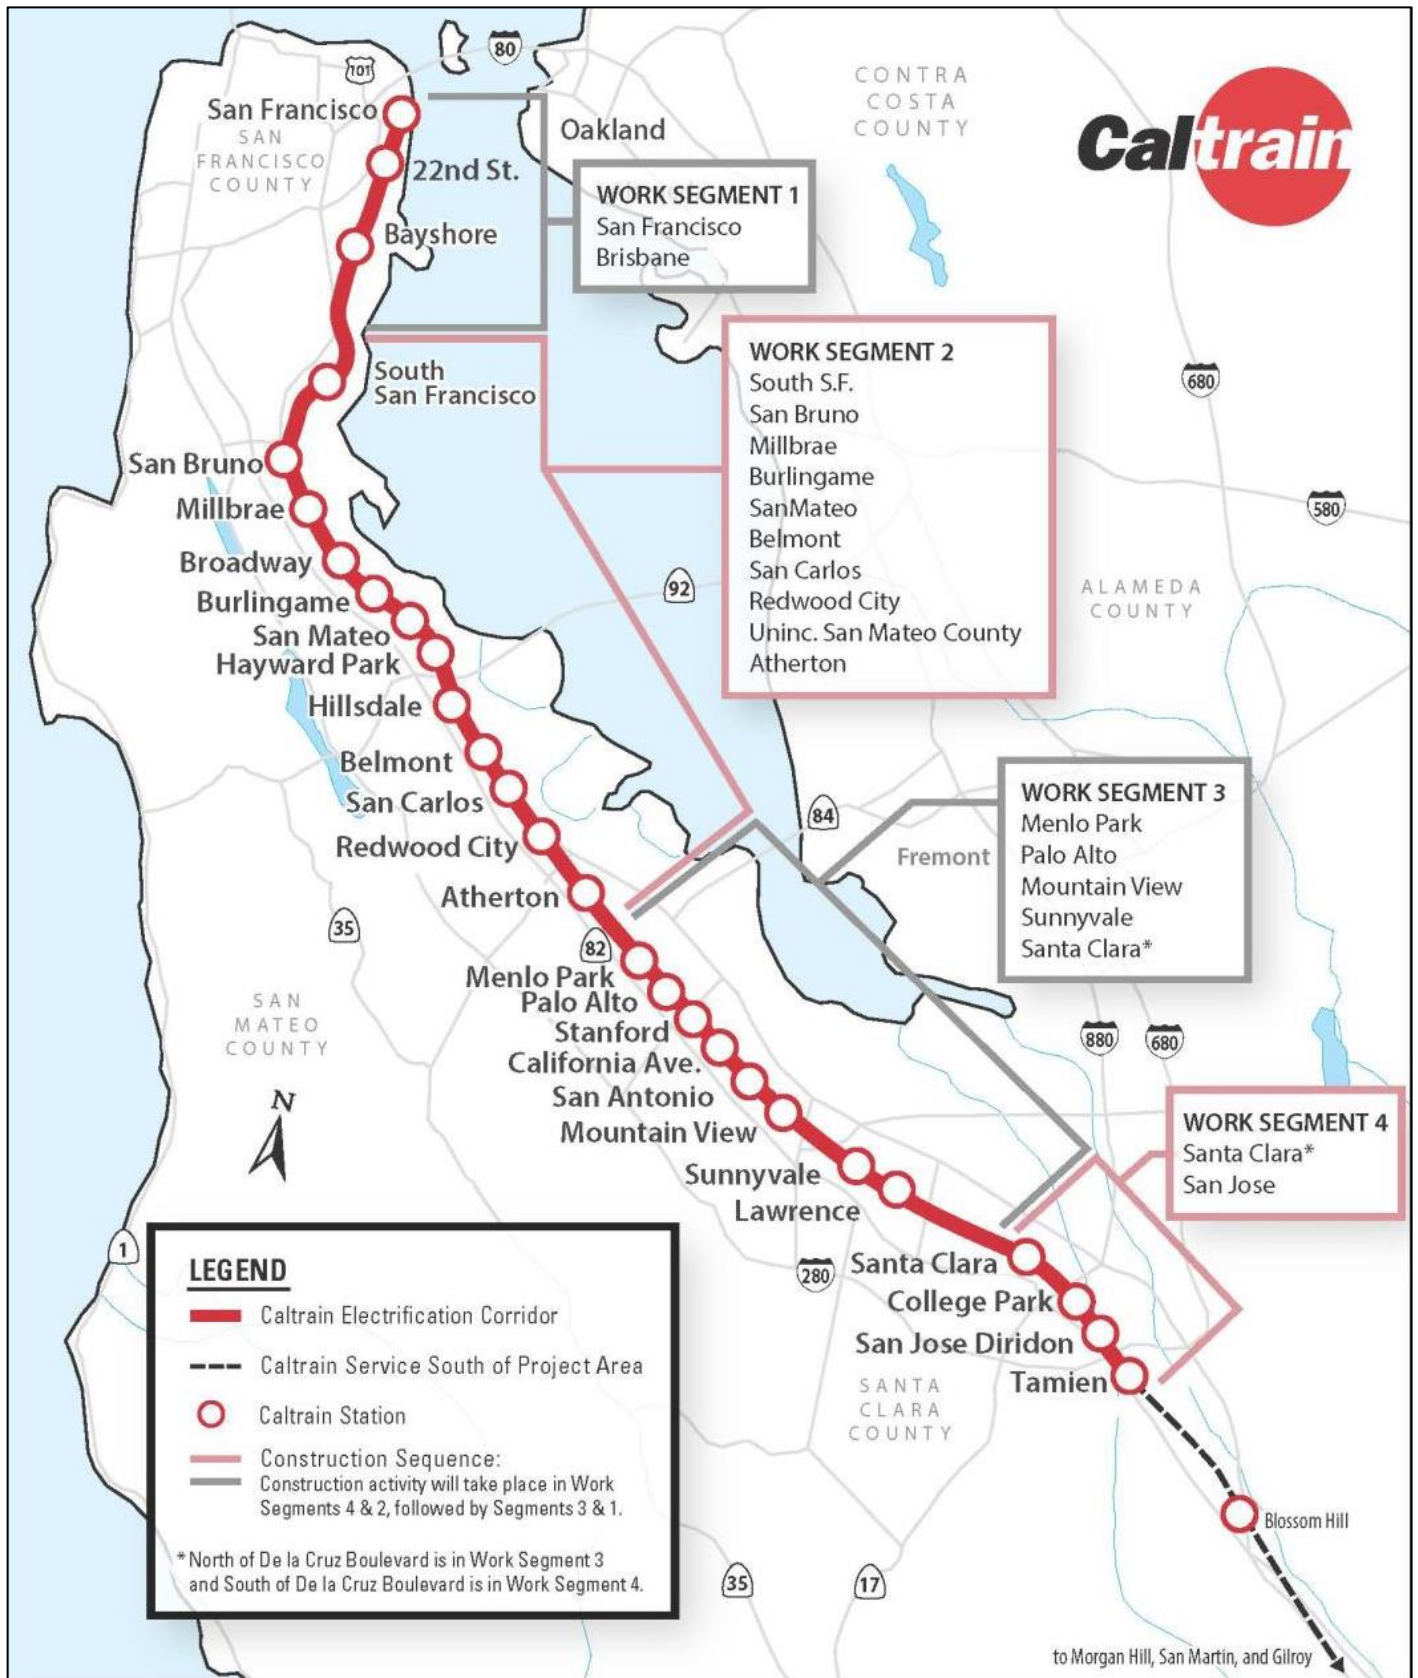 80
101
CONTRA
COSTA
COUNTY
Caltrain
San Francisco
SAN
FRANCISCO
COUNTY
Oakland
22nd St.
Bayshore
WORK SEGMENT 1
San Francisco
Brisbane
WORK SEGMENT 2
South S.F.
San Bruno
Millbrae
Burlingame
SanMateo
Belmont
San Carlos
Redwood City
Uninc. San Mateo County
Atherton
680
South
San Francisco
San Bruno
Millbrae
580
Broadway
92
ALAMEDA
COUNTY
Burlingame
San Mateo
Hayward Park
Hillsdale
Belmont
San Carlos
Redwood City
84
Fremont
WORK SEGMENT 3
Menlo Park
Palo Alto
Mountain View
Sunnyvale
Santa Clara*
Atherton
35
82
Menlo Park
Palo Alto
Stanford
California Ave.
San Antonio
Mountain View
SAN
MATEO
COUNTY
880
680
N
WORK SEGMENT 4
Santa Clara*
San Jose
Sunnyvale
Lawrence
1
280
Santa Clara
College Park
San Jose Diridon
Tamien
SANTA
CLARA
COUNTY
LEGEND
Caltrain Electrification Corridor
Caltrain Service South of Project Area
Caltrain Station
Construction Sequence:
Construction activity will take place in Work
Segments 4 & 2, followed by Segments 3 & 1.
* North of De la Cruz Boulevard is in Work Segment 3
and South of De la Cruz Boulevard is in Work Segment 4.
Blossom Hill
35
17
to Morgan Hill, San Martin, and Gilroy